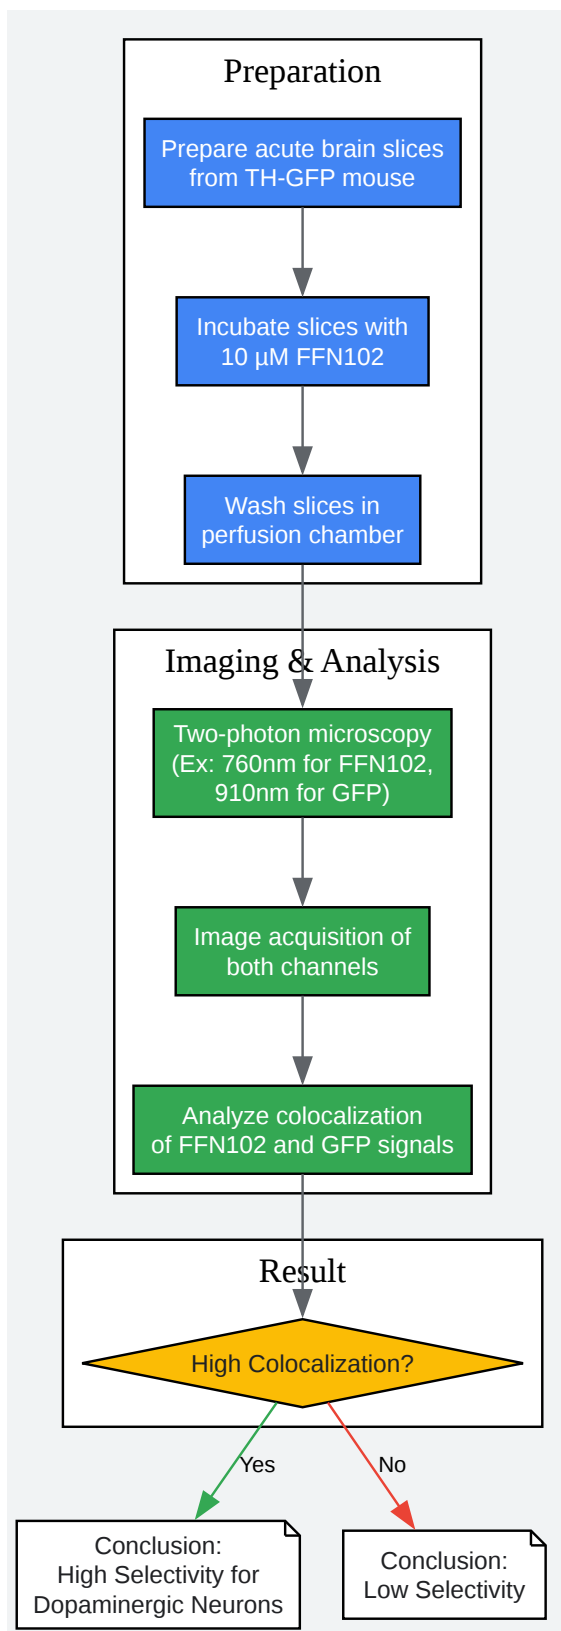 Preparation
Prepare acute brain slices
from TH-GFP mouse
Incubate slices with
10 µM FFN102
Wash slices in
perfusion chamber
Imaging & Analysis
Two-photon microscopy
(Ex: 760nm for FFN102,
910nm for GFP)
Image acquisition of
both channels
Analyze colocalization
of FFN102 and GFP signals
Result
High Colocalization?
Yes
No
Conclusion:
High Selectivity for
Dopaminergic Neurons
Conclusion:
Low Selectivity